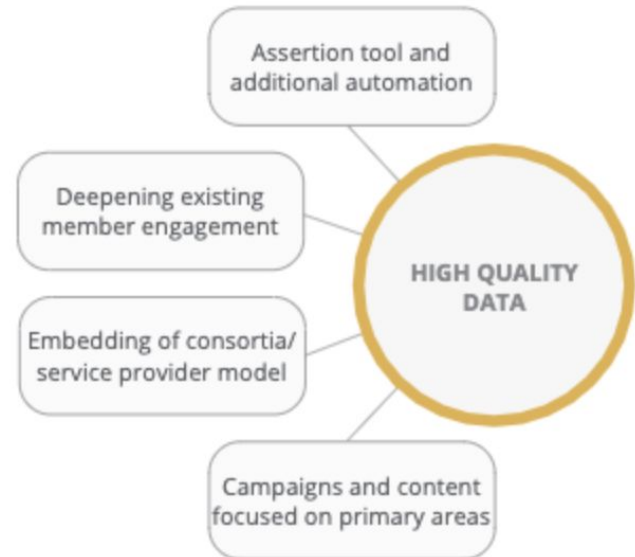 Assertion tool and
additional automation
Deepening existing
member engagement
HIGH QUALITY
DATA
Embedding of consortia/
service provider model
Campaigns and content
focused on primary areas